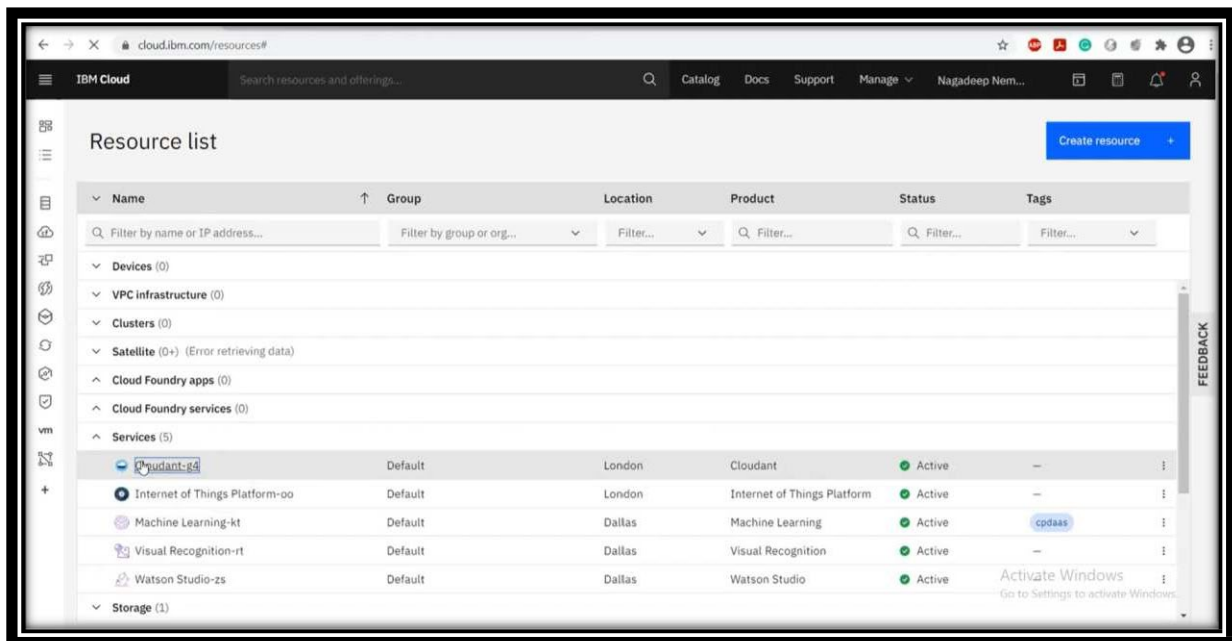 cloud.ibm.com/resources#
ABP
IBM Cloud Search resources and offerings... Catalog Docs Support Manage Nagadeep Nem...
Resource list
Create resource +
Name Group Location Product Status Tags
Filter by name or IP address... Filter by group or org... Filter... Filter... Filter... Filter...
Devices (0)
VPC infrastructure (0)
Clusters (0)
Satellite (0+) (Error retrieving data)
Cloud Foundry apps (0)
Cloud Foundry services (0)
Services (5)
Cloudant-g4 Default London Cloudant Active –
Internet of Things Platform-oo Default London Internet of Things Platform Active –
Machine Learning-kt Default Dallas Machine Learning Active cpdaas
Visual Recognition-rt Default Dallas Visual Recognition Active –
Watson Studio-zs Default Dallas Watson Studio Active –
Storage (1)
vm
FEEDBACK
Activate Windows
Go to Settings to activate Windows.